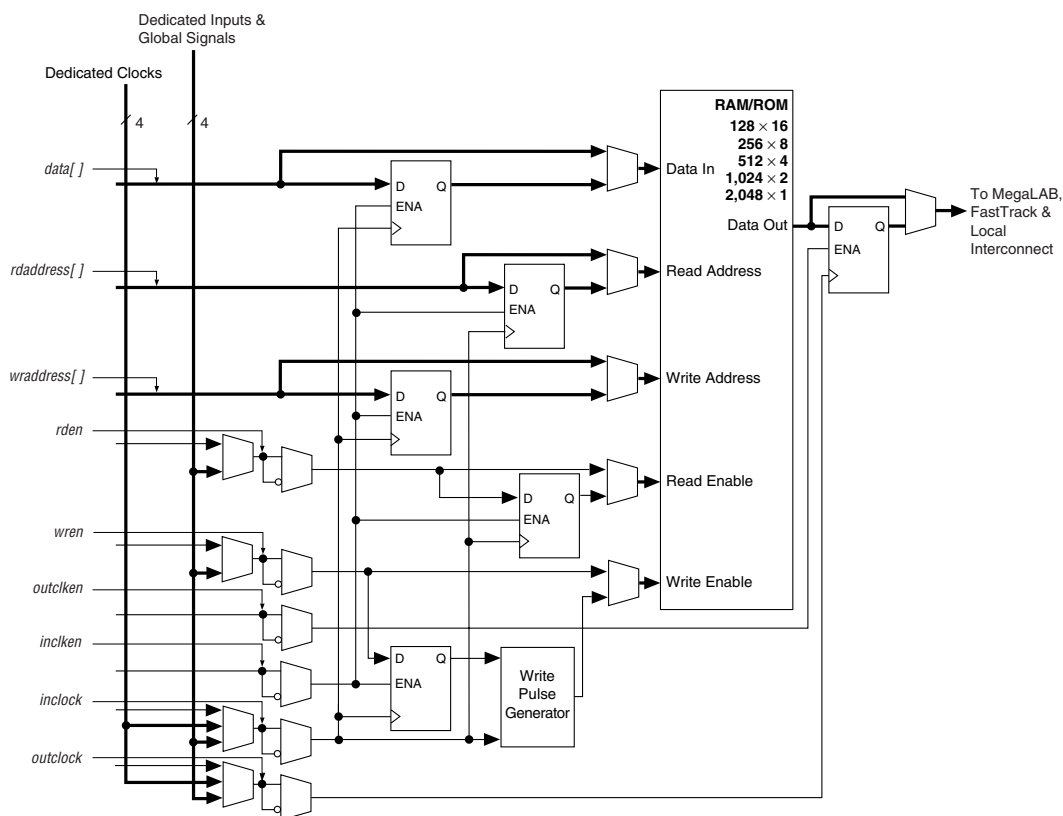 Dedicated Inputs &
Global Signals
Dedicated Clocks
4
4
RAM/ROM
128 × 16
256 × 8
512 × 4
1,024 × 2
2,048 × 1
data[ ]
D
Q
ENA
Data In
Data Out
D
Q
ENA
To MegaLAB,
FastTrack &
Local
Interconnect
rdaddress[ ]
D
Q
ENA
Read Address
wraddress[ ]
D
Q
ENA
Write Address
rden
D
Q
ENA
Read Enable
wren
Write Enable
outclken
inclken
D
Q
ENA
Write
Pulse
Generator
inclock
outclock